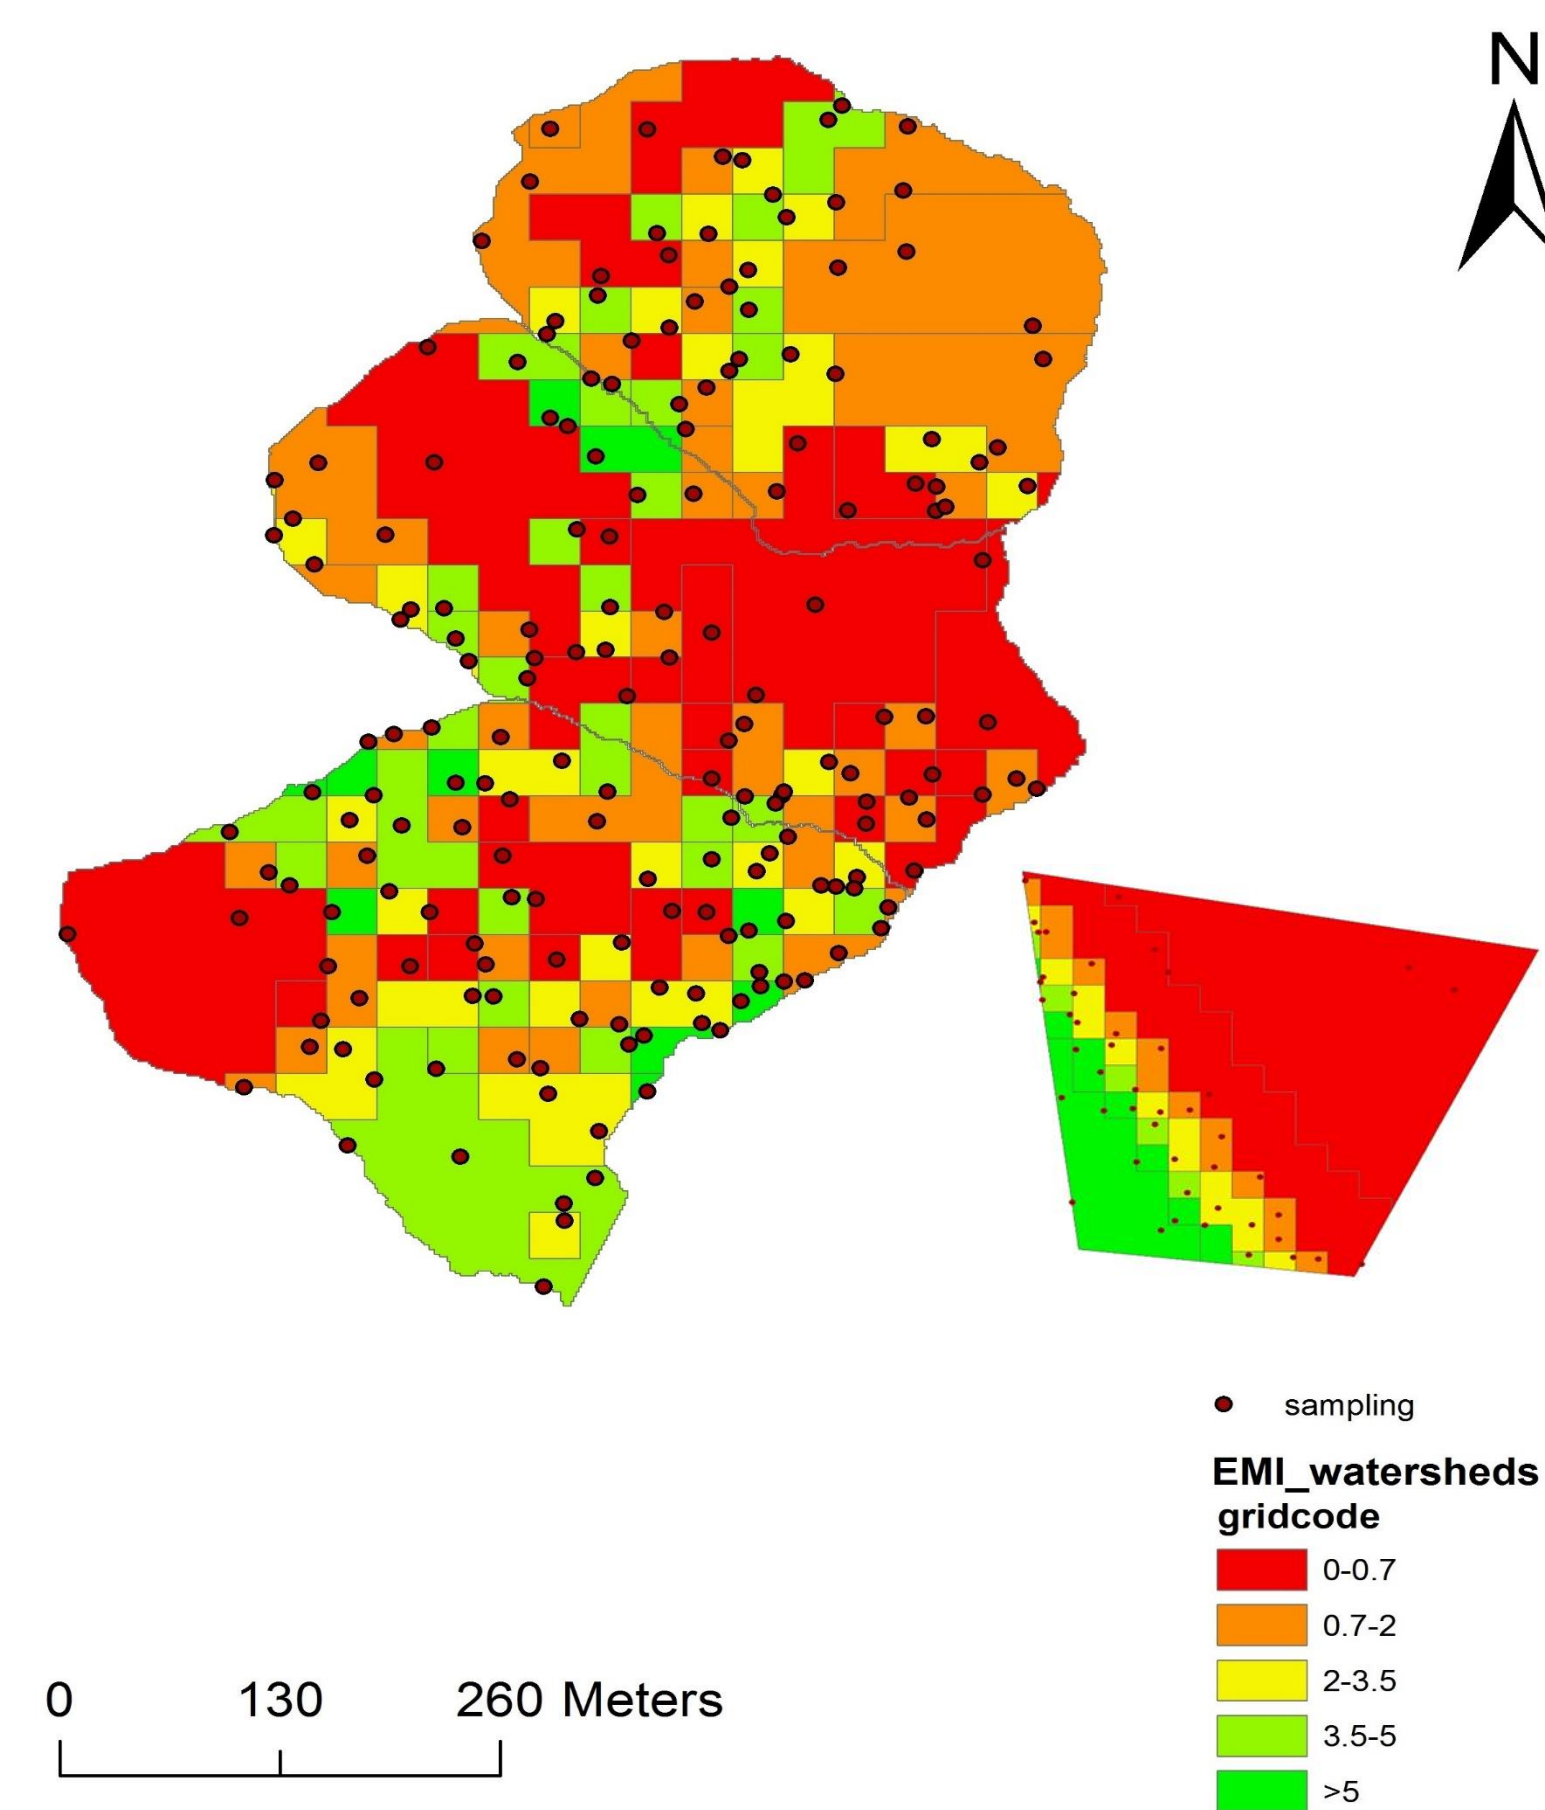 N
sampling
EMI_watersheds
gridcode
0-0.7
0.7-2
2-3.5
3.5-5
>5
0 130 260 Meters